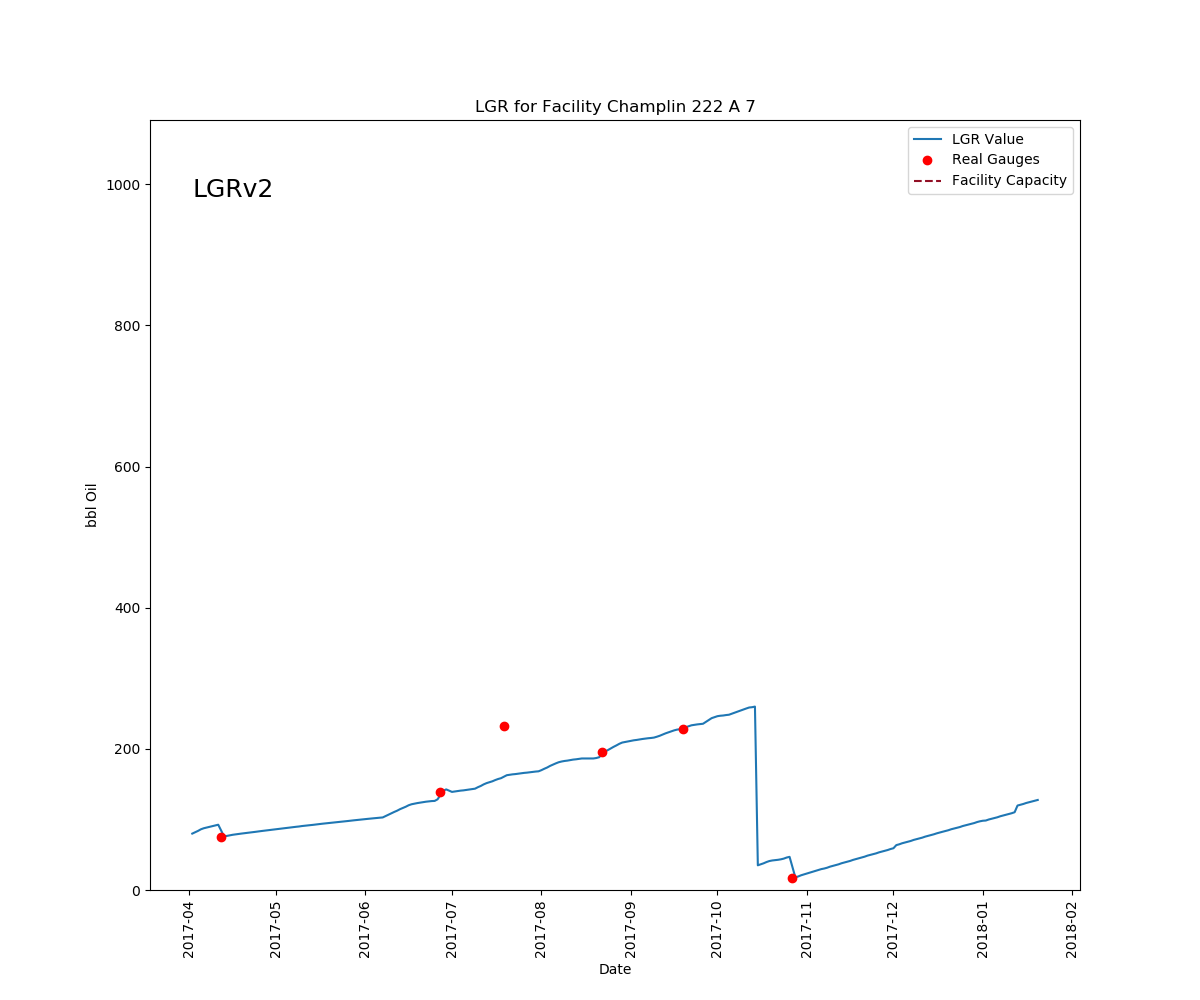 LGR for Facility Champlin 222 A 7
LGR Value
Real Gauges
Facility Capacity
LGRv2
1000
800
600
400
200
0
bbl Oil
2017-04
2017-05
2017-06
2017-07
2017-08
2017-09
2017-10
2017-11
2017-12
2018-01
2018-02
Date